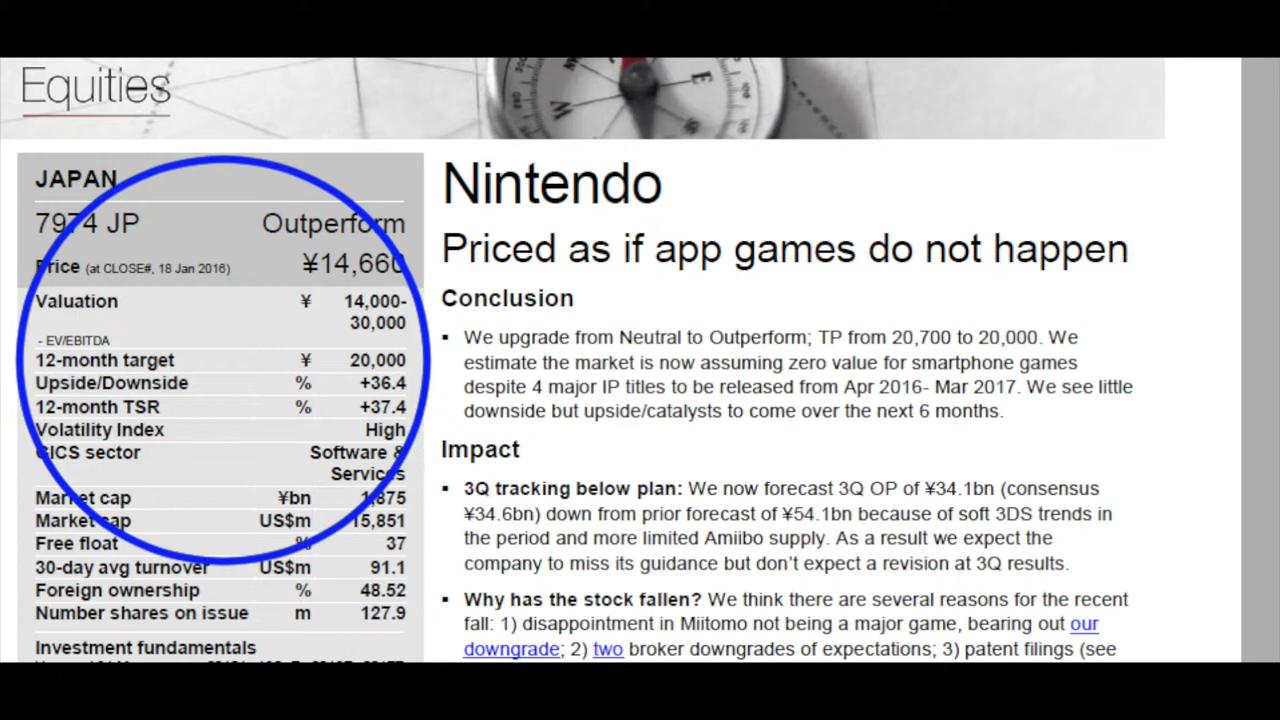 Equities
JAPAN
7974 JP Outperform
Price (at CLOSE#, 18 Jan 2016) ¥14,660
Valuation ¥ 14,000-
30,000
- EV/EBITDA
12-month target ¥ 20,000
Upside/Downside % +36.4
12-month TSR % +37.4
Volatility Index High
GICS sector Software &
Services
Market cap ¥bn 1,875
Market cap US$m 15,851
Free float % 37
30-day avg turnover US$m 91.1
Foreign ownership % 48.52
Number shares on issue m 127.9
Investment fundamentals
Nintendo
Priced as if app games do not happen
Conclusion
▪ We upgrade from Neutral to Outperform; TP from 20,700 to 20,000. We
estimate the market is now assuming zero value for smartphone games
despite 4 major IP titles to be released from Apr 2016- Mar 2017. We see little
downside but upside/catalysts to come over the next 6 months.
Impact
▪ 3Q tracking below plan: We now forecast 3Q OP of ¥34.1bn (consensus
¥34.6bn) down from prior forecast of ¥54.1bn because of soft 3DS trends in
the period and more limited Amiibo supply. As a result we expect the
company to miss its guidance but don't expect a revision at 3Q results.
▪ Why has the stock fallen? We think there are several reasons for the recent
fall: 1) disappointment in Miitomo not being a major game, bearing out our
downgrade; 2) two broker downgrades of expectations; 3) patent filings (see